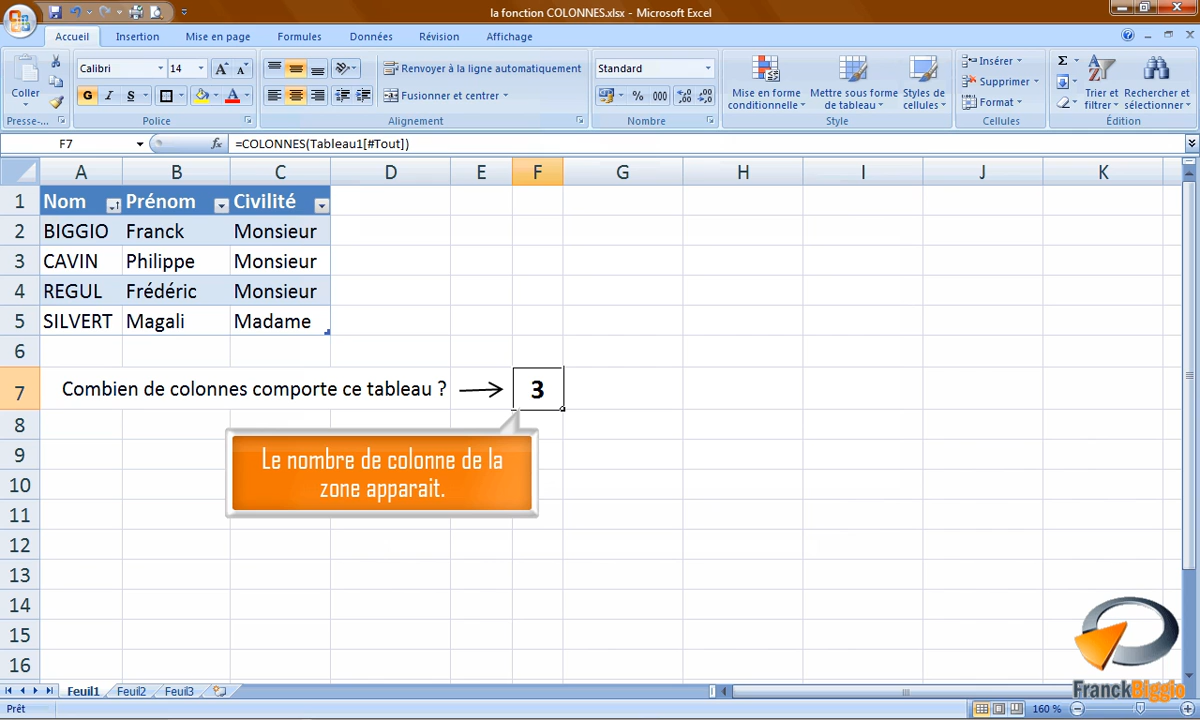 la fonction COLONNES.xlsx - Microsoft Excel
Accueil Insertion Mise en page Formules Données Révision Affichage
Coller
Presse-...
Calibri 14
G I S
Police
Renvoyer à la ligne automatiquement
Fusionner et centrer
Alignement
Standard
% 000
Nombre
Mise en forme conditionnelle
Mettre sous forme de tableau
Styles de cellules
Style
Insérer
Supprimer
Format
Cellules
Trier et filtrer
Rechercher et sélectionner
Édition
F7 fx =COLONNES(Tableau1[#Tout])
A B C D E F G H I J K
1 Nom Prénom Civilité
2 BIGGIO Franck Monsieur
3 CAVIN Philippe Monsieur
4 REGUL Frédéric Monsieur
5 SILVERT Magali Madame
6
7 Combien de colonnes comporte ce tableau ? 3
8
Le nombre de colonne de la
zone apparait.
9
10
11
12
13
14
15
16
FranckBiggio
Feuil1 Feuil2 Feuil3
Prêt 160 %